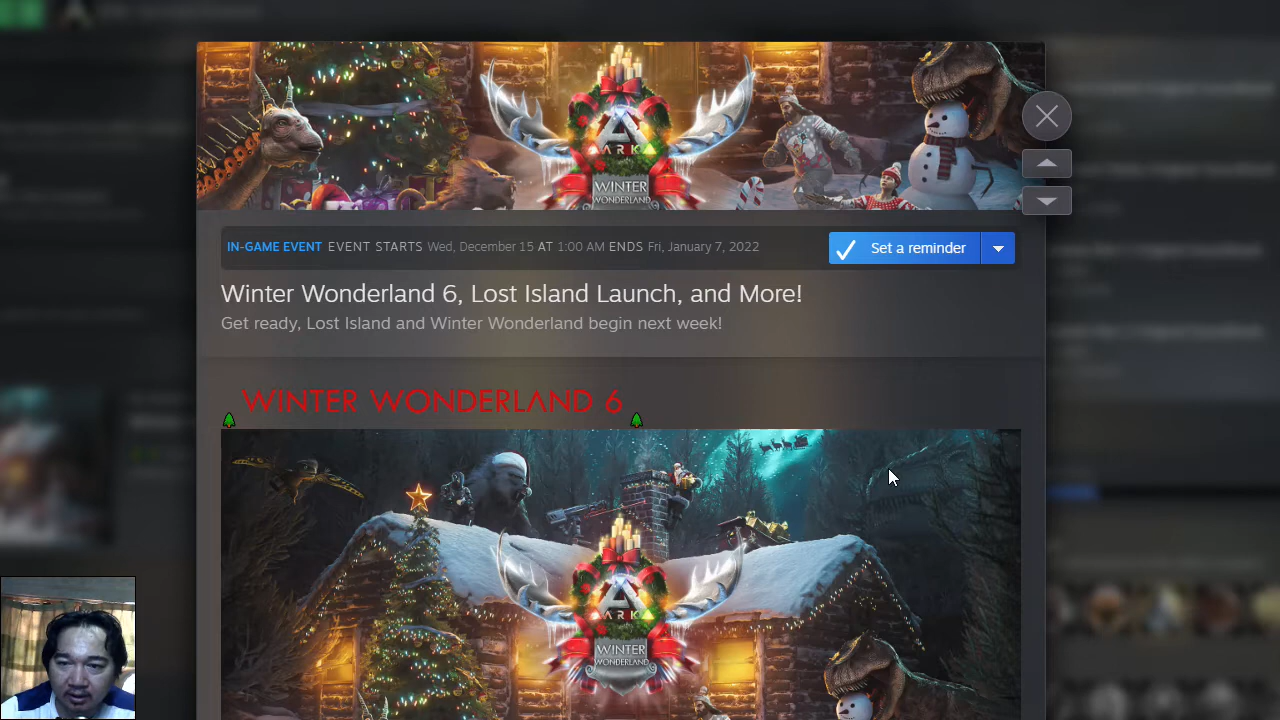 ARK
WINTER
WONDERLAND
IN-GAME EVENT EVENT STARTS Wed, December 15 AT 1:00 AM ENDS Fri, January 7, 2022
Set a reminder
Winter Wonderland 6, Lost Island Launch, and More!
Get ready, Lost Island and Winter Wonderland begin next week!
WINTER WONDERLAND 6
ARK
WINTER
WONDERLAND